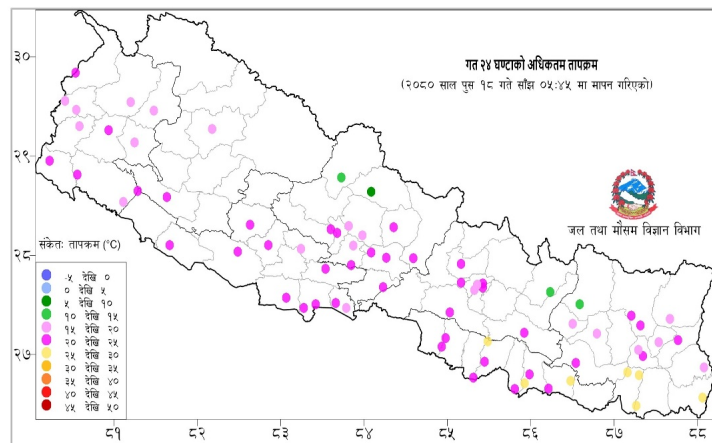 गत २४ घण्टाको अधिकतम तापक्रम
(२०८० साल पुस १८ गते साँझ ०५:४५ मा मापन गरिएको)
जल तथा मौसम विज्ञान विभाग
संकेतः तापक्रम (°C)
-५ देखि ०
० देखि ५
५ देखि १०
१० देखि १५
१५ देखि २०
२० देखि २५
२५ देखि ३०
३० देखि ३५
३५ देखि ४०
४० देखि ४५
४५ देखि ५०
३०
२९
२८
२७
८१ ८२ ८३ ८४ ८५ ८६ ८७ ८८